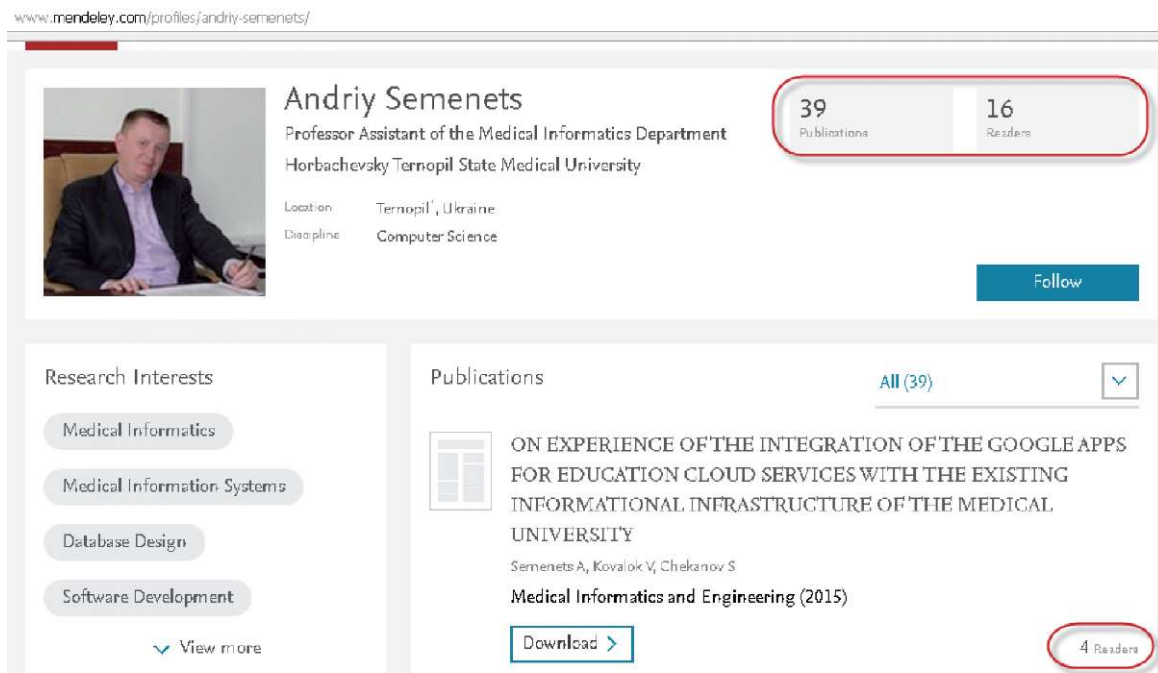 www.mendeley.com/profiles/andriy-semenets/
Andriy Semenets
Professor Assistant of the Medical Informatics Department
Horbachevsky Ternopil State Medical University
Location Ternopil', Ukraine
Discipline Computer Science
39
Publications
16
Readers
Follow
Research Interests
Medical Informatics
Medical Information Systems
Database Design
Software Development
View more
Publications
All (39)
ON EXPERIENCE OF THE INTEGRATION OF THE GOOGLE APPS
FOR EDUCATION CLOUD SERVICES WITH THE EXISTING
INFORMATIONAL INFRASTRUCTURE OF THE MEDICAL
UNIVERSITY
Semenets A, Kovalok V, Chekanov S
Medical Informatics and Engineering (2015)
Download
4 Readers